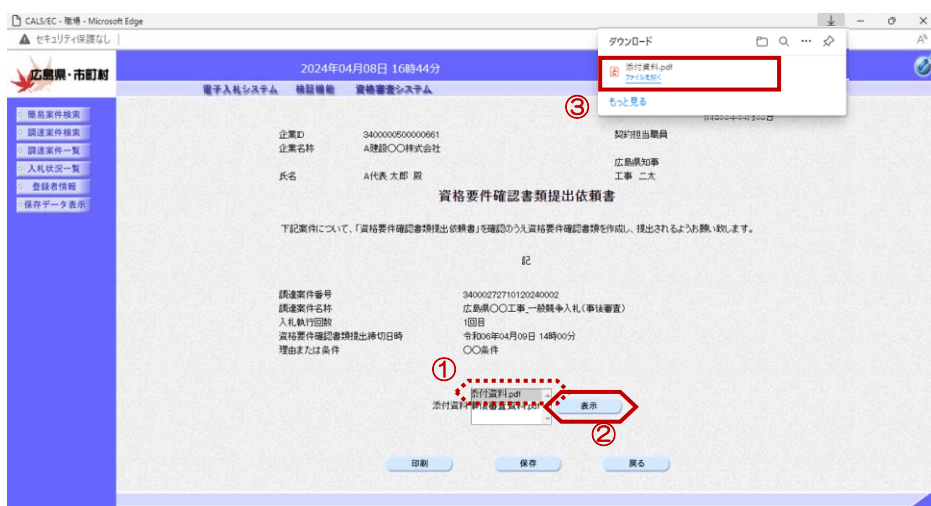 CALS/EC - 職場 - Microsoft Edge
セキュリティ保護なし
ダウンロード
添付資料.pdf
ファイルを開く
もっと見る
③
広島県・市町村
2024年04月08日 16時44分
電子入札システム 検証機能 資格審査システム
簡易案件検索
調達案件検索
調達案件一覧
入札状況一覧
登録者情報
保存データ表示
企業ID 3400000500000661 契約担当職員
企業名称 A建設〇〇株式会社
広島県知事
氏名 A代表 太郎 殿 工事 二太
資格要件確認書類提出依頼書
下記案件について、「資格要件確認書類提出依頼書」を確認のうえ資格要件確認書類を作成し、提出されるようお願い致します。
記
調達案件番号 34000272710120240002
調達案件名称 広島県〇〇工事_一般競争入札(事後審査)
入札執行回数 1回目
資格要件確認書類提出締切日時 令和06年04月09日 14時00分
理由または条件 〇〇条件
①
添付資料.pdf
添付資料 事後審査資料.pdf 表示
②
印刷 保存 戻る